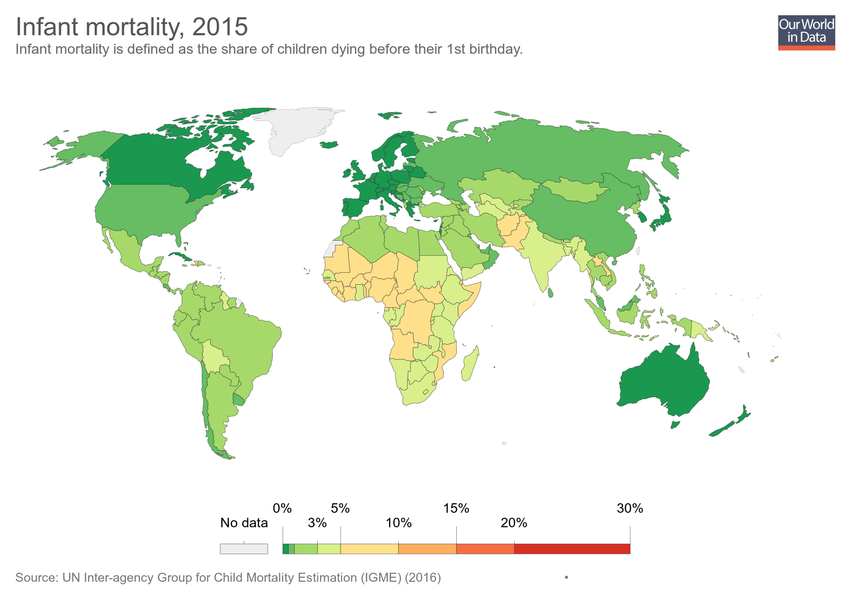 Infant mortality, 2015
Infant mortality is defined as the share of children dying before their 1st birthday.
Our World
in Data
0% 5% 15% 30%
No data 3% 10% 20%
Source: UN Inter-agency Group for Child Mortality Estimation (IGME) (2016)